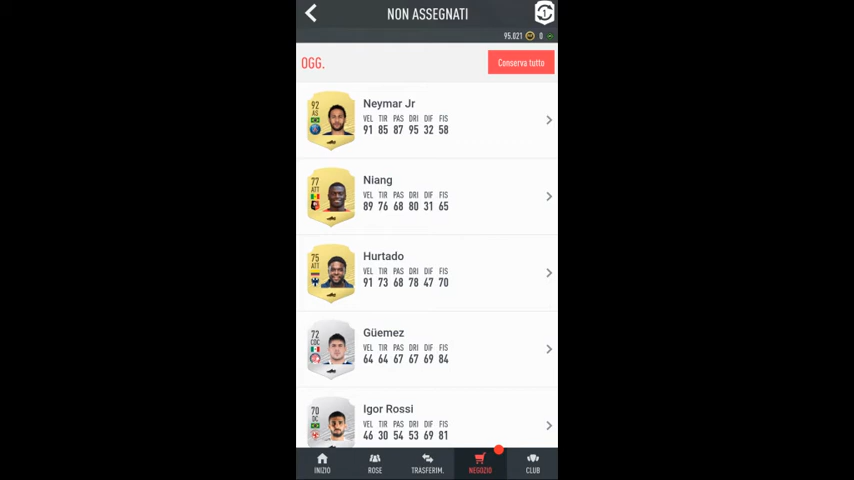 NON ASSEGNATI
1
95.021 0
OGG.
Conserva tutto
92
AS
Neymar Jr
VEL TIR PAS DRI DIF FIS
91 85 87 95 32 58
77
ATT
Niang
VEL TIR PAS DRI DIF FIS
89 76 68 80 31 65
75
ATT
Hurtado
VEL TIR PAS DRI DIF FIS
91 73 68 78 47 70
72
CDC
Güemez
VEL TIR PAS DRI DIF FIS
64 64 67 67 69 84
70
DC
Igor Rossi
VEL TIR PAS DRI DIF FIS
46 30 54 53 69 81
INIZIO ROSE TRASFERIM. NEGOZIO CLUB